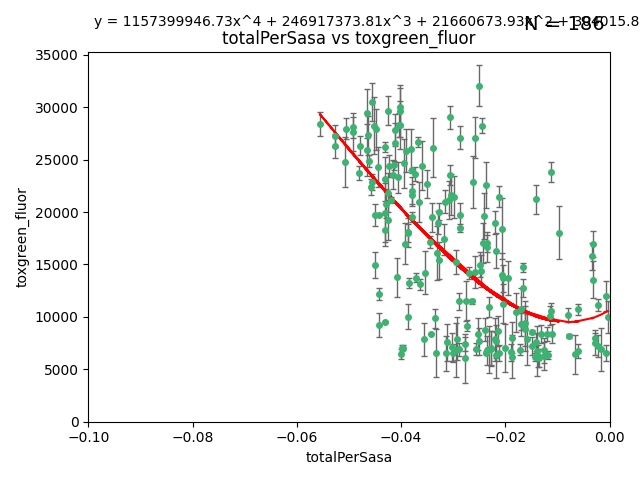 y = 1157399946.73x^4 + 246917373.81x^3 + 21660673.93x^2 +
N = 186
totalPerSasa vs toxgreen_fluor
35000
30000
25000
20000
15000
10000
5000
0
toxgreen_fluor
−0.10
−0.08
−0.06
−0.04
−0.02
0.00
totalPerSasa